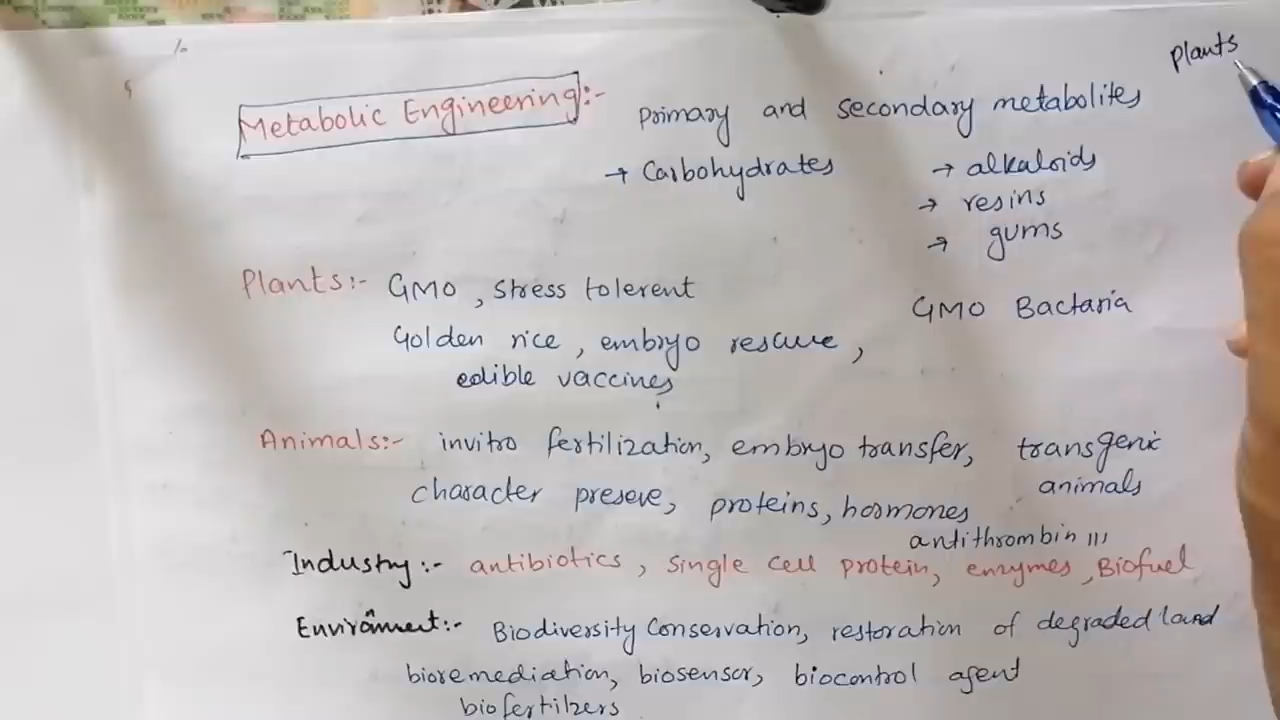 Plants
Metabolic Engineering:- Primary and secondary metabolites
→ Carbohydrates → alkaloids
→ resins
→ gums
Plants:- GMO, stress tolerent
GMO Bactaria
Golden rice, embryo rescue,
edible vaccines
Animals:- invitro fertilization, embryo transfer, transgenic
animals
character preseve, proteins, hormones
antithrombin III
Industry:- antibiotics, single cell protein, enzymes, Biofuel
Envirônment:- Biodiversity Conservation, restoration of degraded land
bioremediation, biosensor, biocontrol agent
biofertilzers